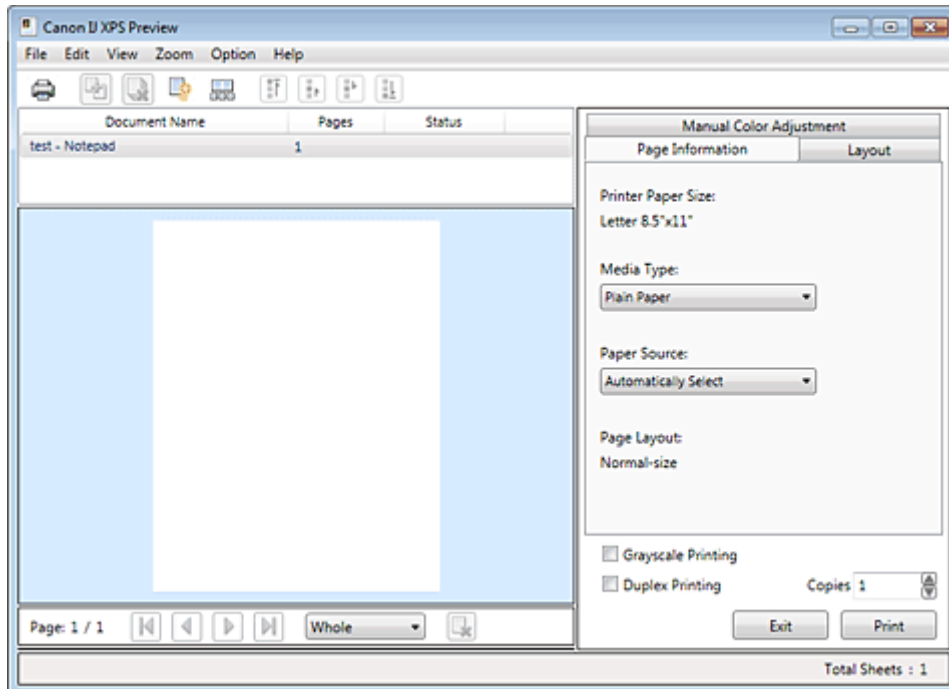 Canon IJ XPS Preview
File Edit View Zoom Option Help
Document Name Pages Status
test - Notepad 1
Manual Color Adjustment
Page Information Layout
Printer Paper Size:
Letter 8.5"x11"
Media Type:
Plain Paper
Paper Source:
Automatically Select
Page Layout:
Normal-size
Grayscale Printing
Duplex Printing Copies 1
Page: 1 / 1 Whole Exit Print
Total Sheets : 1